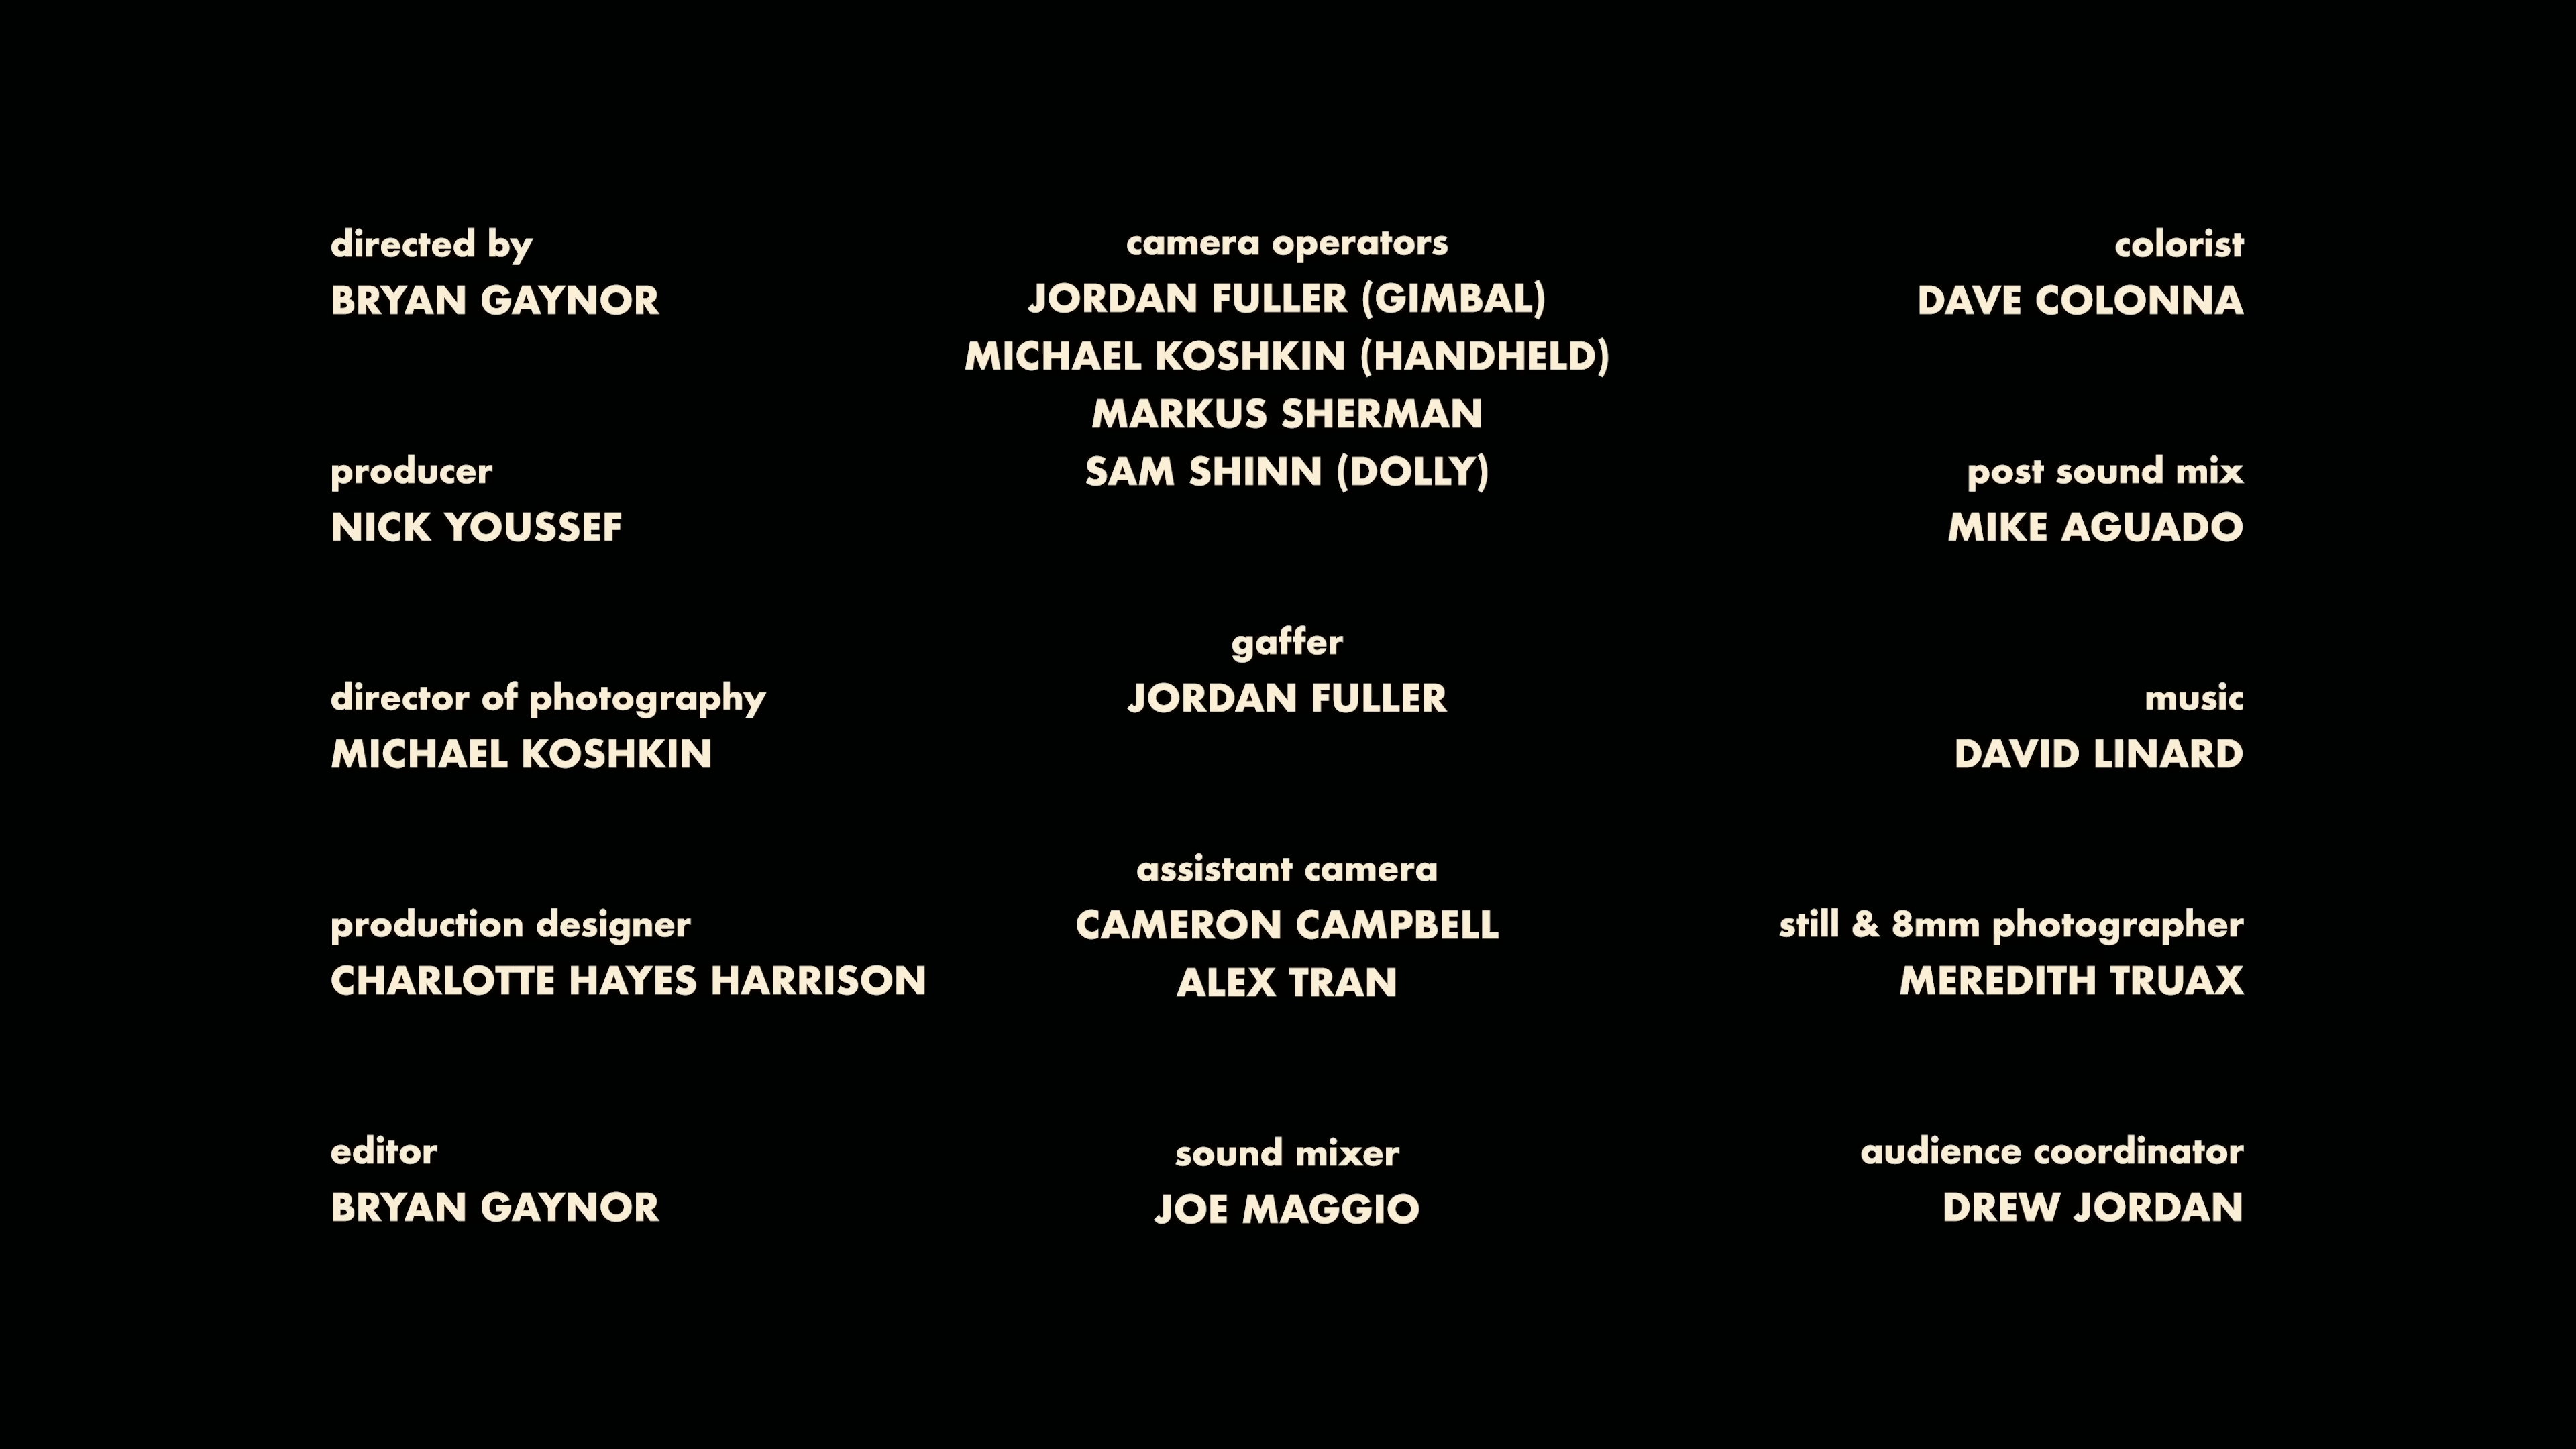 directed by
BRYAN GAYNOR
producer
NICK YOUSSEF
director of photography
MICHAEL KOSHKIN
production designer
CHARLOTTE HAYES HARRISON
editor
BRYAN GAYNOR
camera operators
JORDAN FULLER (GIMBAL)
MICHAEL KOSHKIN (HANDHELD)
MARKUS SHERMAN
SAM SHINN (DOLLY)
gaffer
JORDAN FULLER
assistant camera
CAMERON CAMPBELL
ALEX TRAN
sound mixer
JOE MAGGIO
colorist
DAVE COLONNA
post sound mix
MIKE AGUADO
music
DAVID LINARD
still & 8mm photographer
MEREDITH TRUAX
audience coordinator
DREW JORDAN